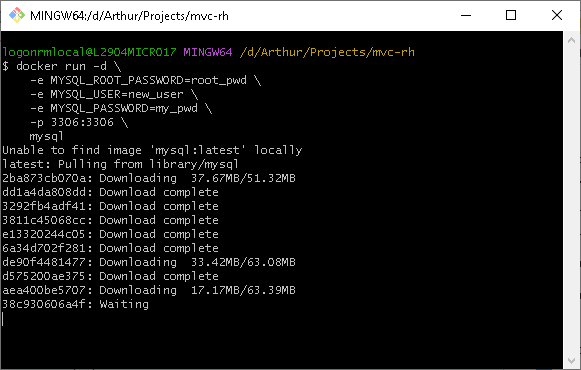 MINGW64:/d/Arthur/Projects/mvc-rh
logonrmlocal@L2904MICRO17 MINGW64 /d/Arthur/Projects/mvc-rh
$ docker run -d \
-e MYSQL_ROOT_PASSWORD=root_pwd \
-e MYSQL_USER=new_user \
-e MYSQL_PASSWORD=my_pwd \
-p 3306:3306 \
mysql
Unable to find image 'mysql:latest' locally
latest: Pulling from library/mysql
2ba873cb070a: Downloading  37.67MB/51.32MB
dd1a4da808dd: Download complete
3292fb4adf41: Download complete
3811c45068cc: Download complete
e13320244c05: Download complete
6a34d702f281: Download complete
de90f4481477: Downloading  33.42MB/63.08MB
d575200ae375: Download complete
aea400be5707: Downloading  17.17MB/63.39MB
38c930606a4f: Waiting